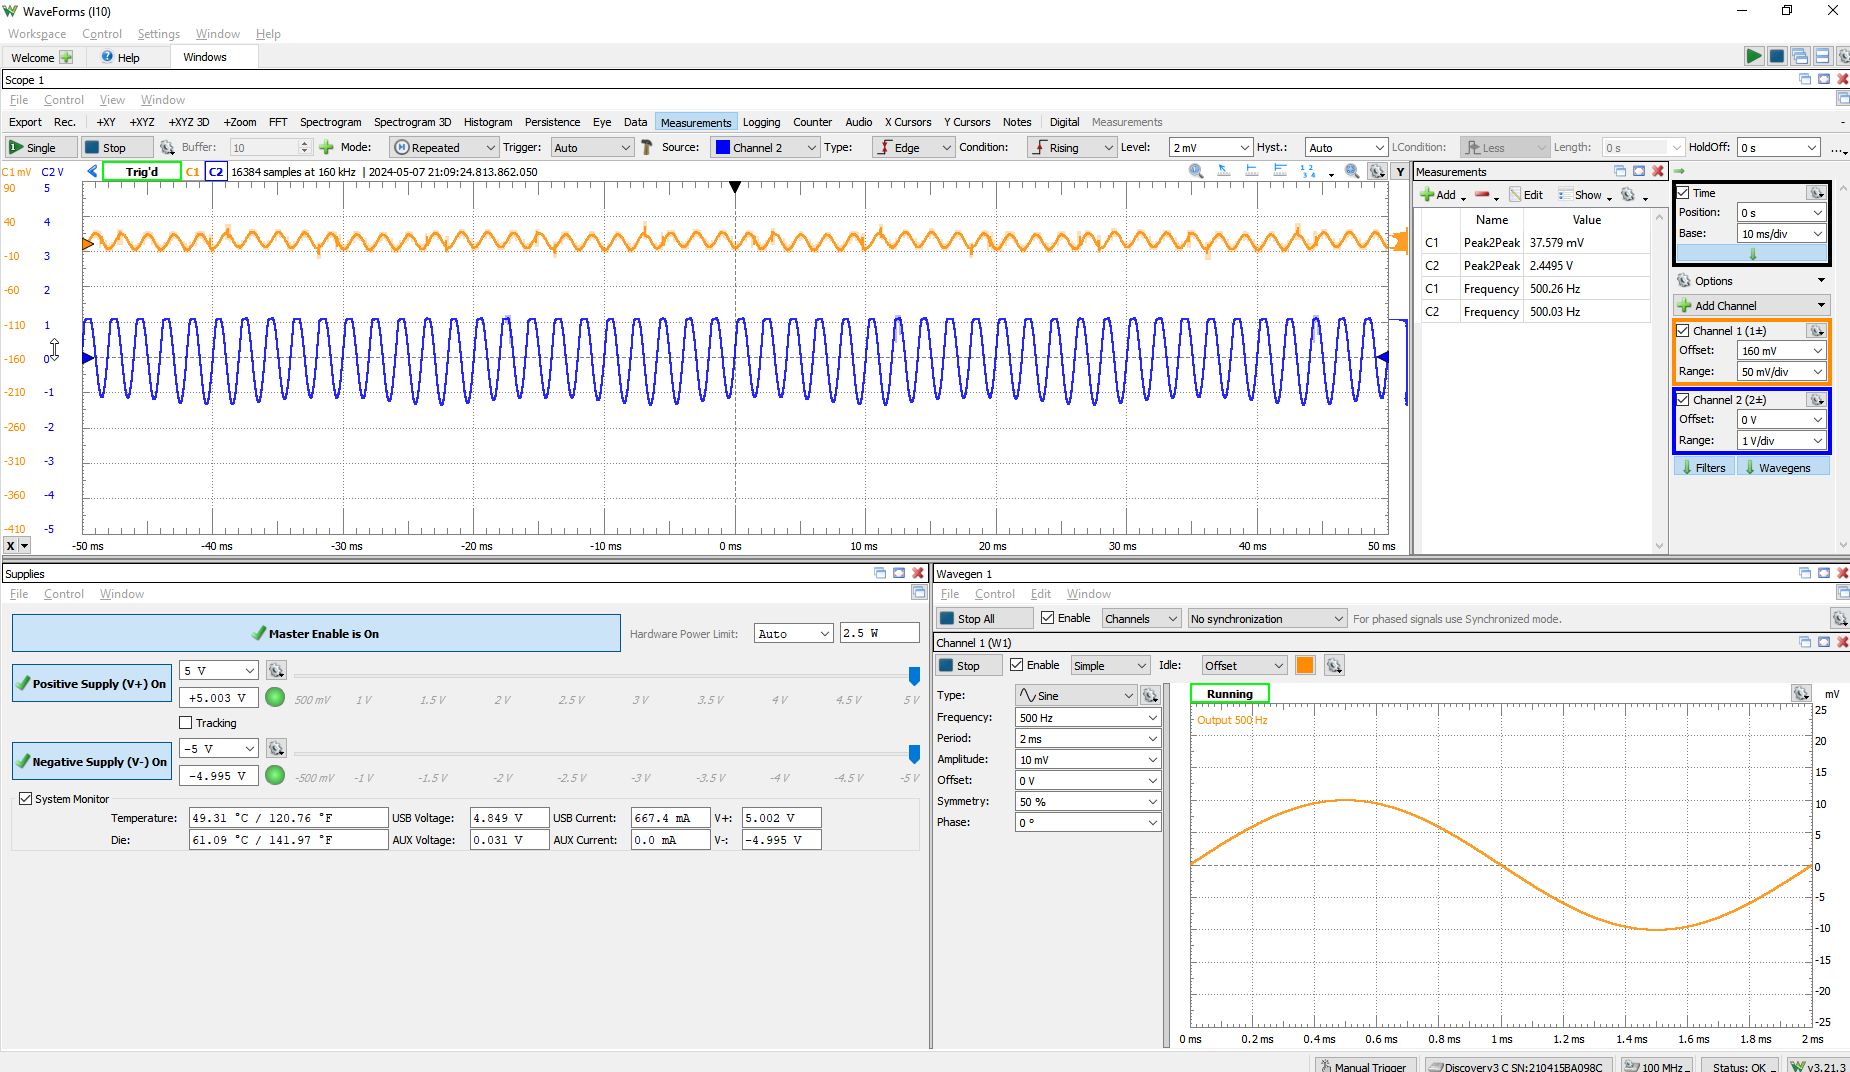 WaveForms (I10)
Workspace Control Settings Window Help
Welcome Help Windows
Scope 1
File Control View Window
Export Rec. +XY +XYZ +XYZ 3D +Zoom FFT Spectrogram Spectrogram 3D Histogram Persistence Eye Data Measurements Logging Counter Audio X Cursors Y Cursors Notes Digital Measurements
Single Stop Buffer: 10 Mode: Repeated Trigger: Auto Source: Channel 2 Type: Edge Condition: Rising Level: 2 mV Hyst.: Auto LCondition: Less Length: 0 s HoldOff: 0 s ...
C1 mV C2 V Trig'd C1 C2 16384 samples at 160 kHz | 2024-05-07 21:09:24.813.862.050 Y
90 5
40 4
-10 3
-60 2
-110 1
-160 0
-210 -1
-260 -2
-310 -3
-360 -4
-410 -5
X -50 ms -40 ms -30 ms -20 ms -10 ms 0 ms 10 ms 20 ms 30 ms 40 ms 50 ms
Measurements
Add Edit Show
Name Value
C1 Peak2Peak 37.579 mV
C2 Peak2Peak 2.4495 V
C1 Frequency 500.26 Hz
C2 Frequency 500.03 Hz
Time
Position: 0 s
Base: 10 ms/div
Options
Add Channel
Channel 1 (1±)
Offset: 160 mV
Range: 50 mV/div
Channel 2 (2±)
Offset: 0 V
Range: 1 V/div
Filters Wavegens
Supplies
File Control Window
Master Enable is On Hardware Power Limit: Auto 2.5 W
Positive Supply (V+) On 5 V
+5.003 V 500 mV 1 V 1.5 V 2 V 2.5 V 3 V 3.5 V 4 V 4.5 V 5 V
Tracking
Negative Supply (V-) On -5 V
-4.995 V -500 mV -1 V -1.5 V -2 V -2.5 V -3 V -3.5 V -4 V -4.5 V -5 V
System Monitor
Temperature: 49.31 °C / 120.76 °F USB Voltage: 4.849 V USB Current: 667.4 mA V+: 5.002 V
Die: 61.09 °C / 141.97 °F AUX Voltage: 0.031 V AUX Current: 0.0 mA V-: -4.995 V
Wavegen 1
File Control Edit Window
Stop All Enable Channels No synchronization For phased signals use Synchronized mode.
Channel 1 (W1)
Stop Enable Simple Idle: Offset
Type: Sine
Frequency: 500 Hz
Period: 2 ms
Amplitude: 10 mV
Offset: 0 V
Symmetry: 50 %
Phase: 0 °
Running mV
Output 500 Hz
25
20
15
10
5
0
-5
-10
-15
-20
-25
0 ms 0.2 ms 0.4 ms 0.6 ms 0.8 ms 1 ms 1.2 ms 1.4 ms 1.6 ms 1.8 ms 2 ms
Manual Trigger Discovery3 C SN:210415BA098C 100 MHz Status: OK v3.21.3